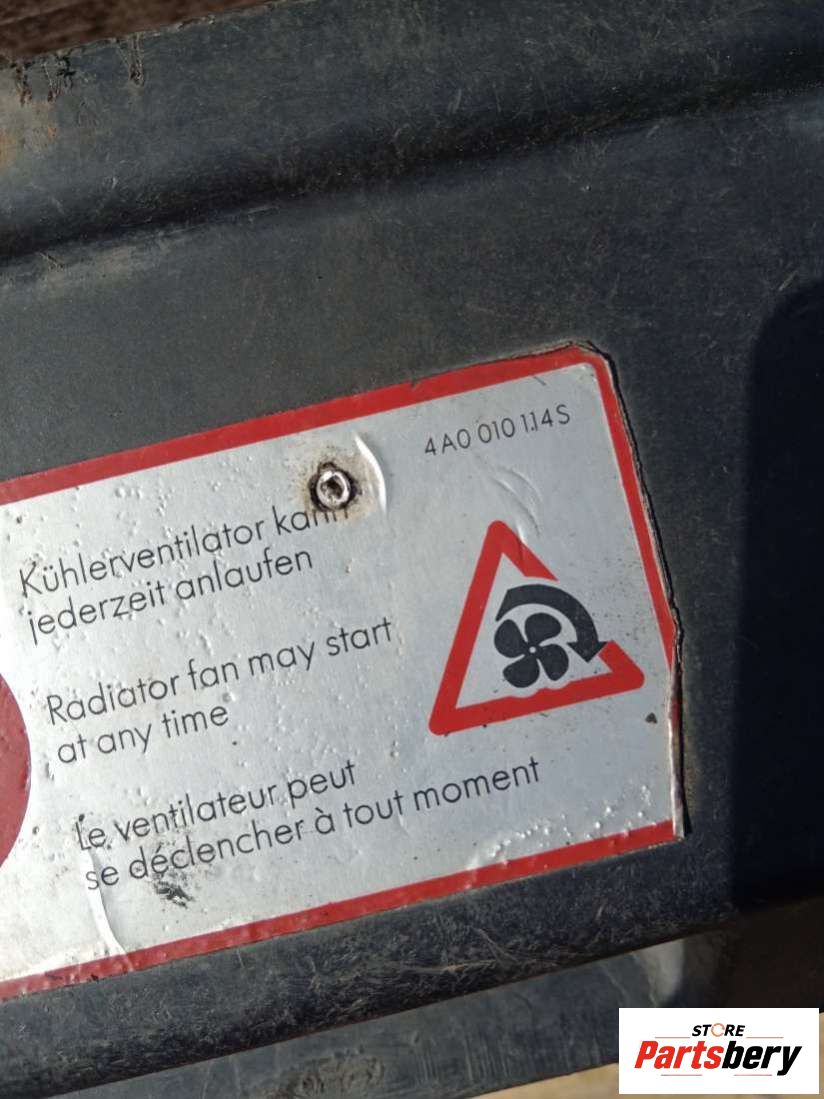 4A0 010 114S
Kühlerventilator kann
jederzeit anlaufen
Radiator fan may start
at any time
Le ventilateur peut
se déclencher à tout moment
STORE
Partsbery